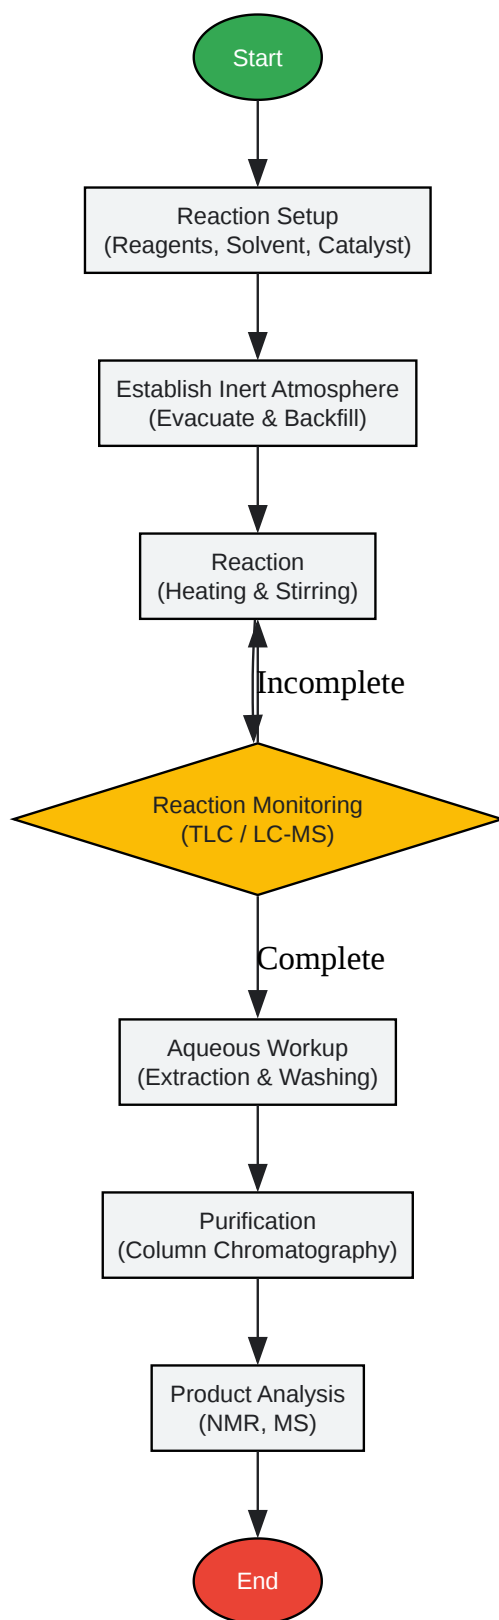 Start
Reaction Setup
(Reagents, Solvent, Catalyst)
Establish Inert Atmosphere
(Evacuate & Backfill)
Reaction
(Heating & Stirring)
Incomplete
Reaction Monitoring
(TLC / LC-MS)
Complete
Aqueous Workup
(Extraction & Washing)
Purification
(Column Chromatography)
Product Analysis
(NMR, MS)
End